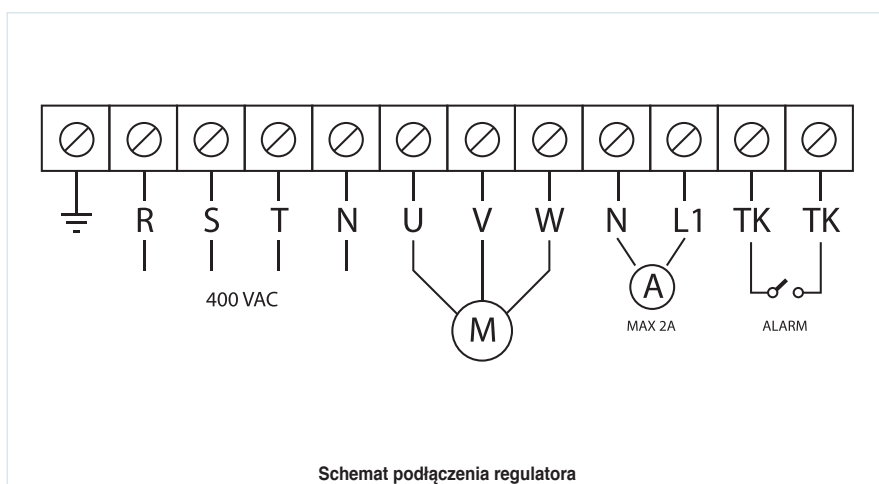 R S T N U V W N L1 TK TK
400 VAC
M
A
MAX 2A
ALARM
Schemat podłączenia regulatora